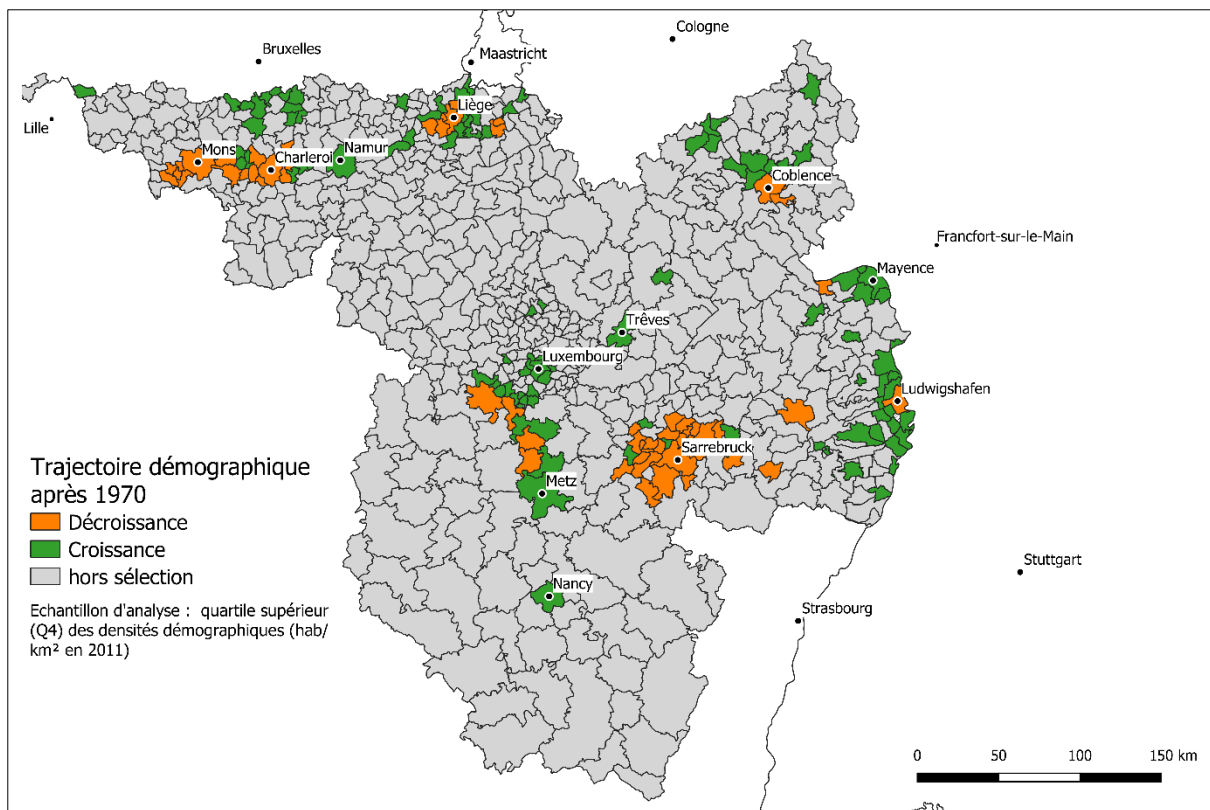 Cologne
Bruxelles
Maastricht
Lille
Liège
Mons
Charleroi
Namur
Coblence
Francfort-sur-le-Main
Mayence
Trêves
Luxembourg
Ludwigshafen
Sarrebruck
Metz
Nancy
Strasbourg
Stuttgart
Trajectoire démographique
après 1970
Décroissance
Croissance
hors sélection
Echantillon d'analyse : quartile supérieur
(Q4) des densités démographiques (hab/
km² en 2011)
0 50 100 150 km